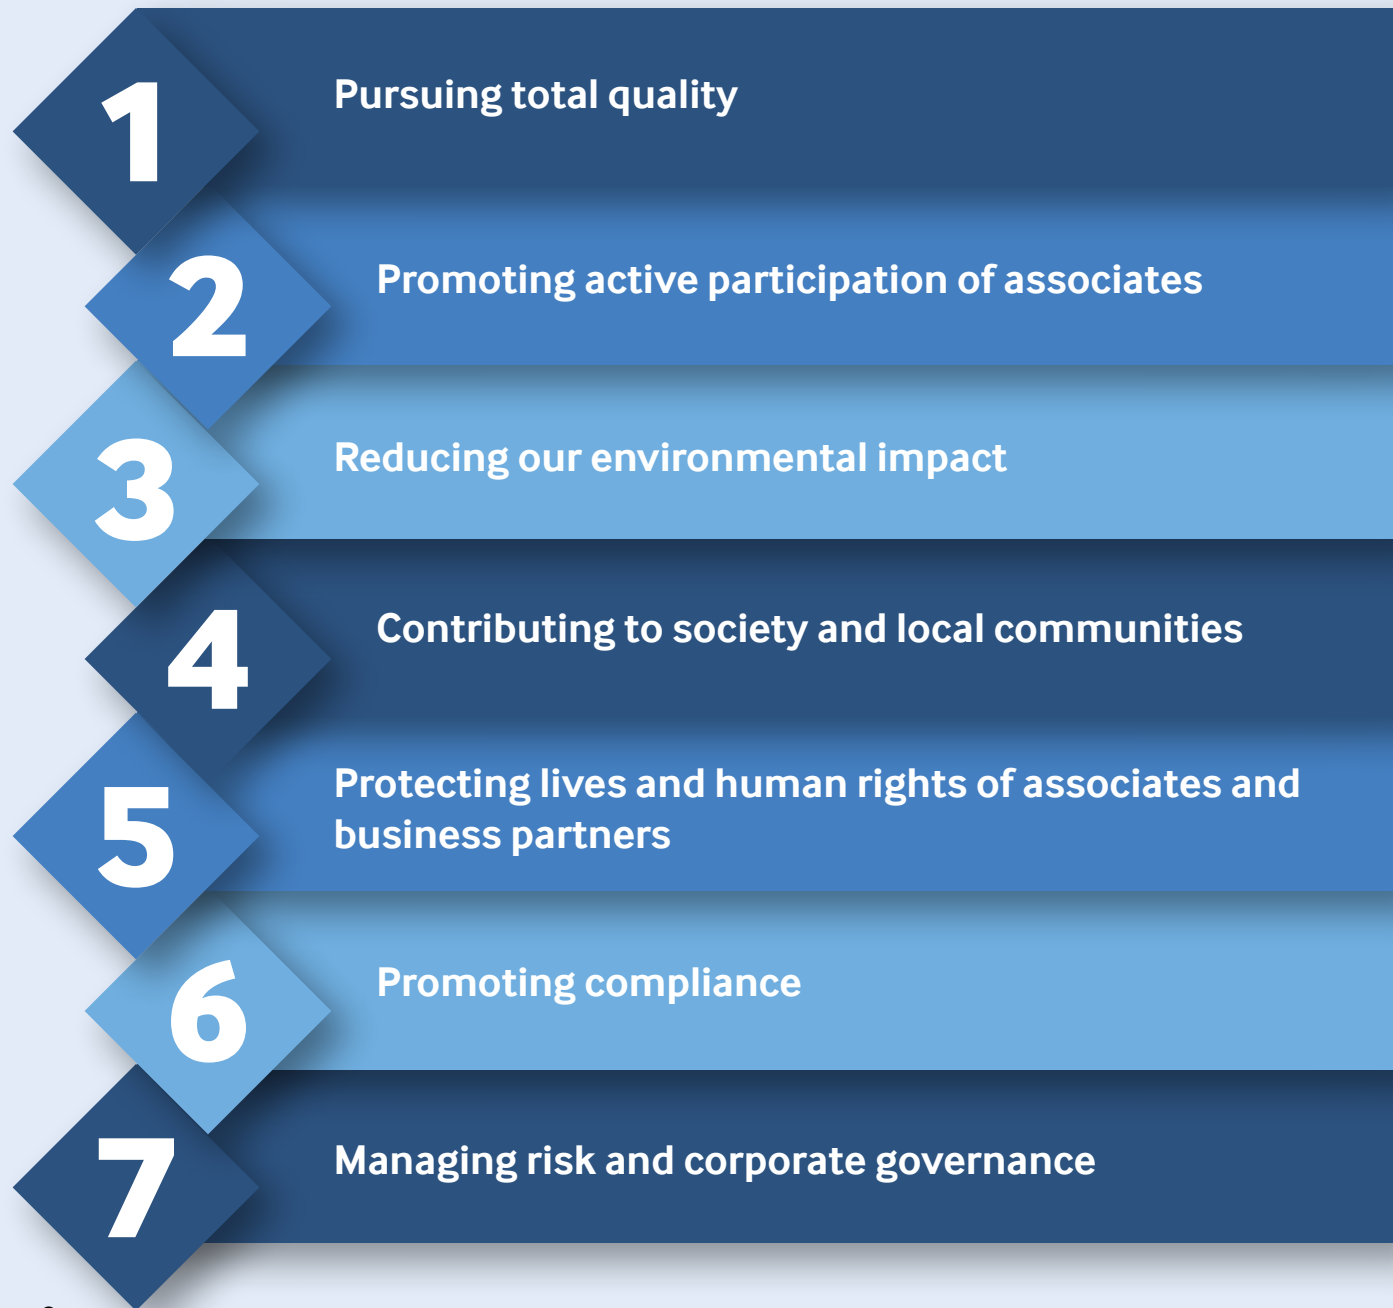 1
Pursuing total quality
2
Promoting active participation of associates
3
Reducing our environmental impact
4
Contributing to society and local communities
5
Protecting lives and human rights of associates and
business partners
6
Promoting compliance
7
Managing risk and corporate governance